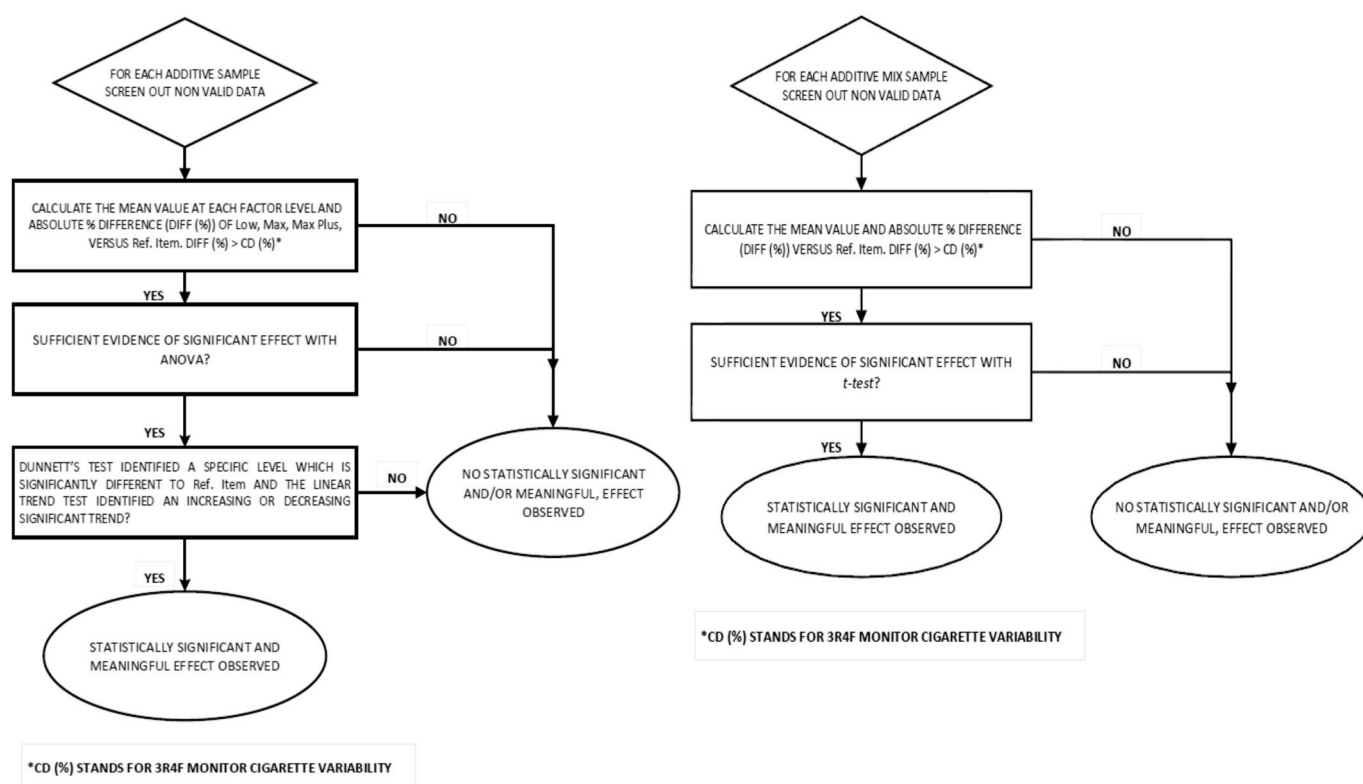 FOR EACH ADDITIVE SAMPLE
SCREEN OUT NON VALID DATA
CALCULATE THE MEAN VALUE AT EACH FACTOR LEVEL AND
ABSOLUTE % DIFFERENCE (DIFF (%)) OF Low, Max, Max Plus,
VERSUS Ref. Item. DIFF (%) > CD (%)*
NO
YES
SUFFICIENT EVIDENCE OF SIGNIFICANT EFFECT WITH
ANOVA?
NO
YES
DUNNETT'S TEST IDENTIFIED A SPECIFIC LEVEL WHICH IS
SIGNIFICANTLY DIFFERENT TO Ref. Item AND THE LINEAR
TREND TEST IDENTIFIED AN INCREASING OR DECREASING
SIGNIFICANT TREND?
NO
NO STATISTICALLY SIGNIFICANT
AND/OR MEANINGFUL, EFFECT
OBSERVED
YES
STATISTICALLY SIGNIFICANT AND
MEANINGFUL EFFECT OBSERVED
*CD (%) STANDS FOR 3R4F MONITOR CIGARETTE VARIABILITY
FOR EACH ADDITIVE MIX SAMPLE
SCREEN OUT NON VALID DATA
CALCULATE THE MEAN VALUE AND ABSOLUTE % DIFFERENCE
(DIFF (%)) VERSUS Ref. Item. DIFF (%) > CD (%)*
NO
YES
SUFFICIENT EVIDENCE OF SIGNIFICANT EFFECT WITH
t-test?
NO
YES
STATISTICALLY SIGNIFICANT AND
MEANINGFUL EFFECT OBSERVED
NO STATISTICALLY SIGNIFICANT AND/OR
MEANINGFUL, EFFECT OBSERVED
*CD (%) STANDS FOR 3R4F MONITOR CIGARETTE VARIABILITY